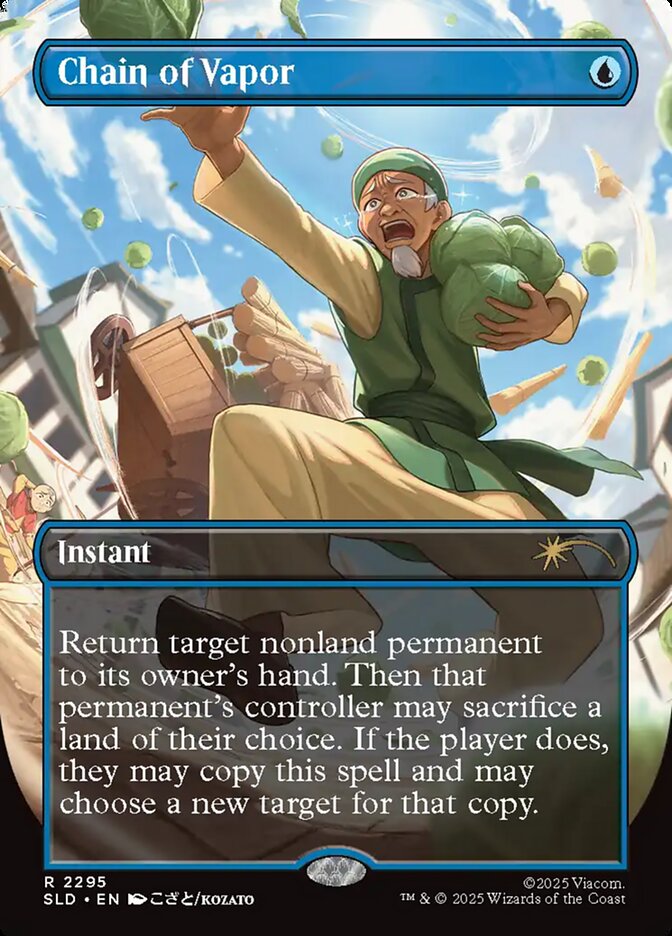 Chain of Vapor
Instant
Return target nonland permanent
to its owner's hand. Then that
permanent's controller may sacrifice a
land of their choice. If the player does,
they may copy this spell and may
choose a new target for that copy.
R 2295
SLD • EN こざと/KOZATO
©2025 Viacom.
™ & © 2025 Wizards of the Coast